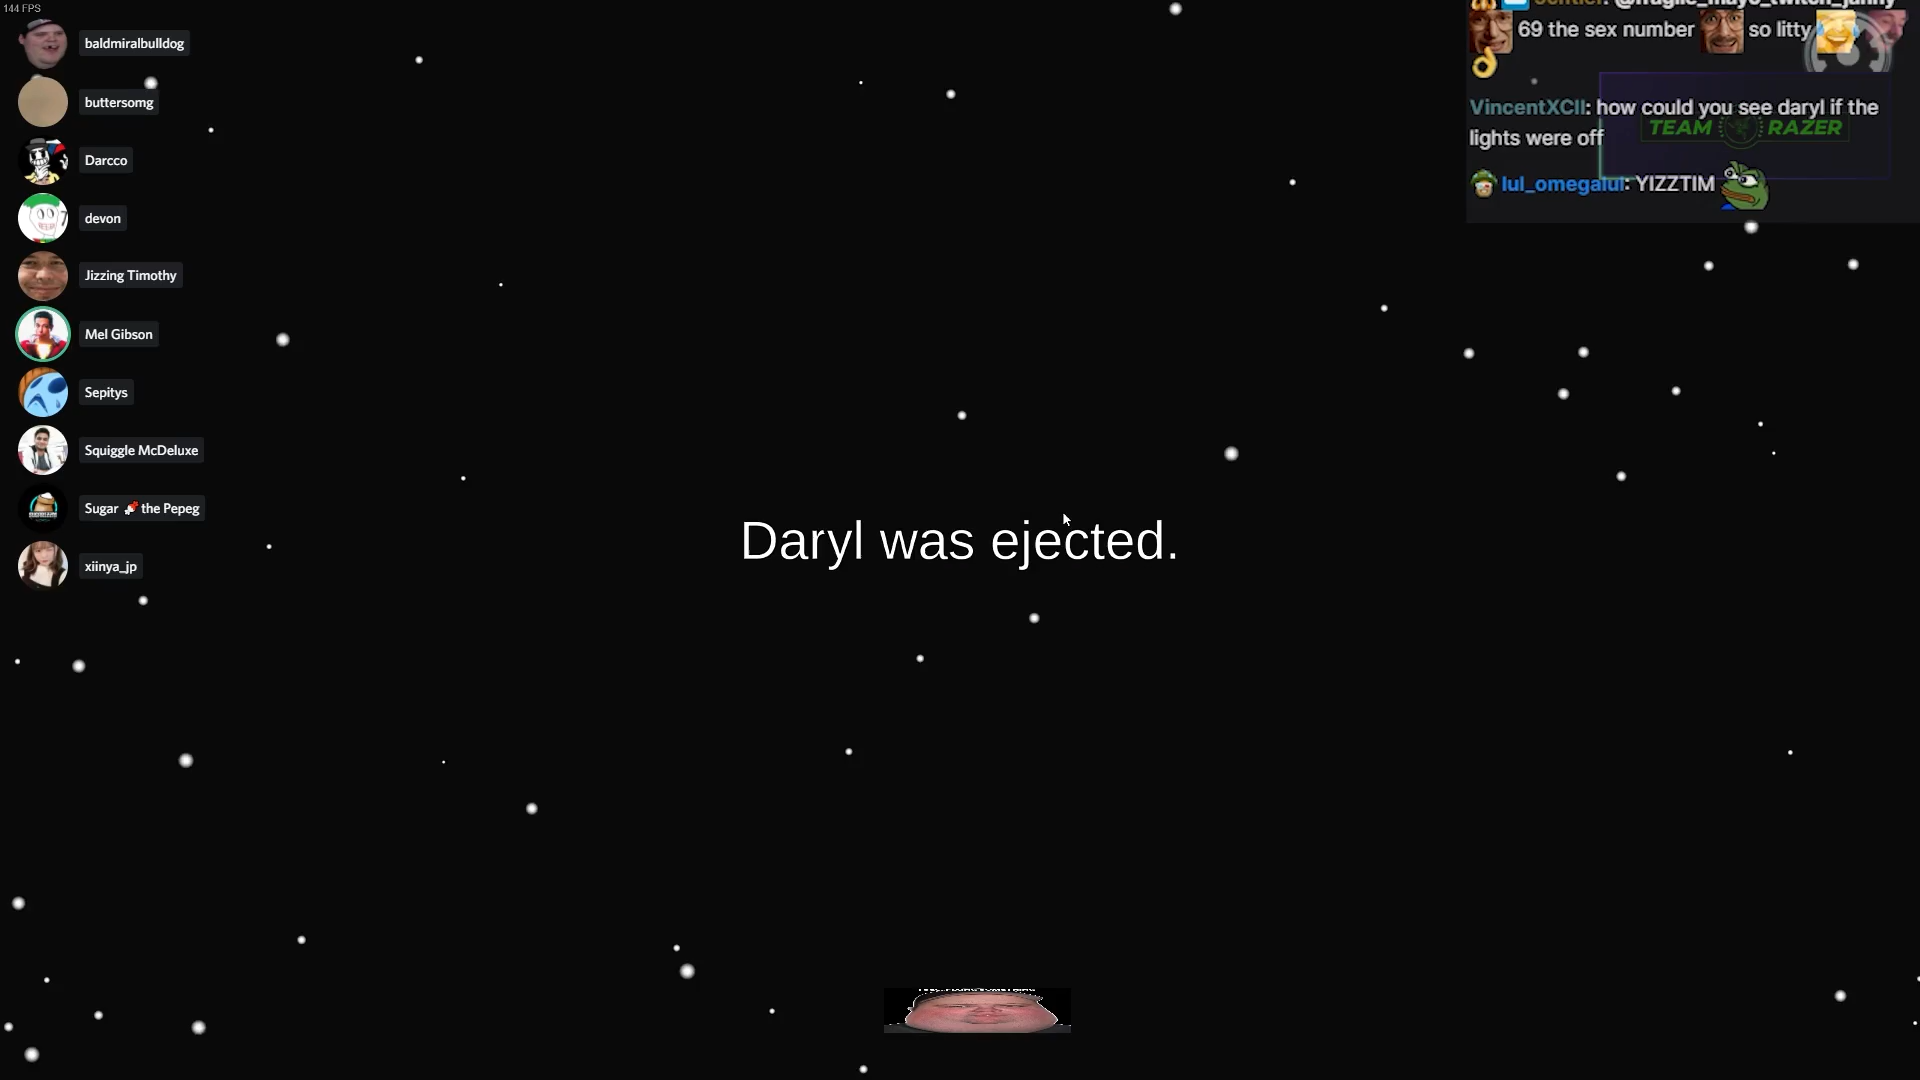 144 FPS
baldmiralbulldog
buttersomg
Darcco
devon
Jizzing Timothy
Mel Gibson
Sepitys
Squiggle McDeluxe
Sugar the Pepeg
xiinya_jp
69 the sex number so litty
VincentXCII: how could you see daryl if the
lights were off
TEAM RAZER
lul_omegalul: YIZZTIM
Daryl was ejected.